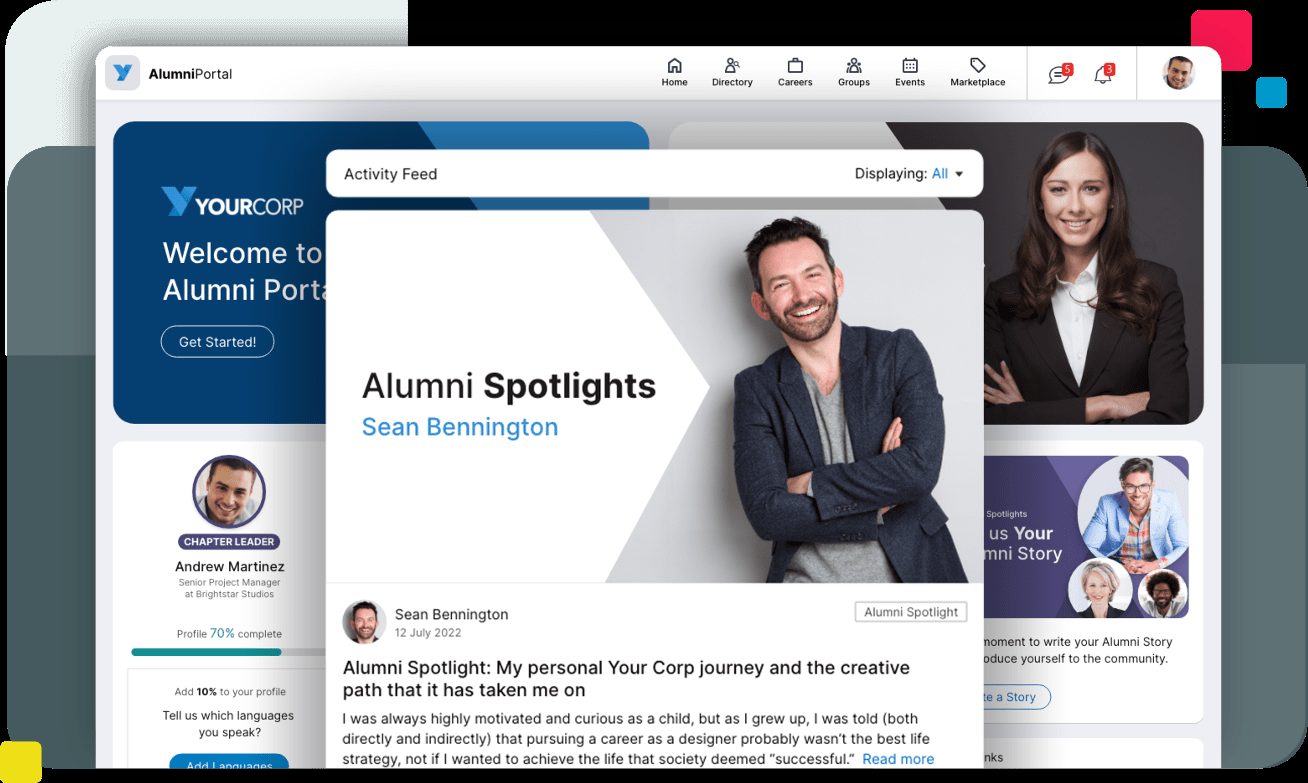 AlumniPortal
Home
Directory
Careers
Groups
Events
Marketplace
5
3
YOURCORP
Welcome to
Alumni
Get Started!
Activity Feed
Displaying: All
Alumni Spotlights
Sean Bennington
CHAPTER LEADER
Andrew Martinez
Senior Project Manager
at Brightstar Studios
Profile 70% complete
Add 10% to your profile
Tell us which languages
you speak?
Add Languages
Sean Bennington
12 July 2022
Alumni Spotlight
Alumni Spotlight: My personal Your Corp journey and the creative
path that it has taken me on
I was always highly motivated and curious as a child, but as I grew up, I was told (both
directly and indirectly) that pursuing a career as a designer probably wasn’t the best life
strategy, not if I wanted to achieve the life that society deemed “successful.” Read more
Spotlights
us Your
mni Story
moment to write your Alumni Story
oduce yourself to the community.
te a Story
nks